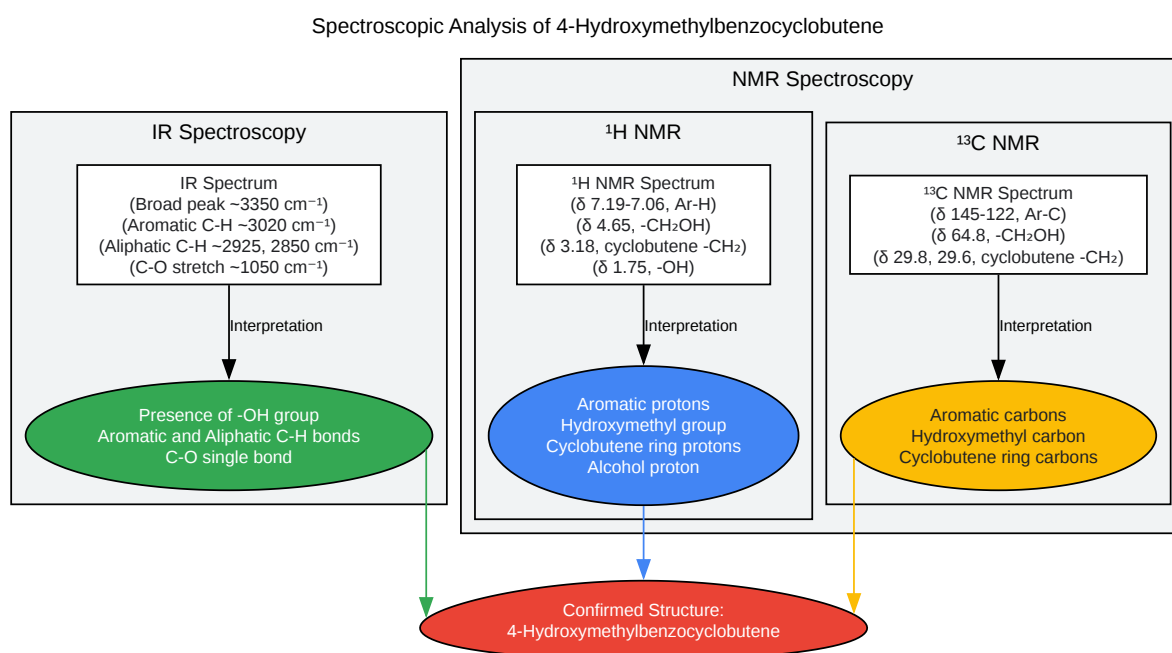 Spectroscopic Analysis of 4-Hydroxymethylbenzocyclobutene
NMR Spectroscopy
IR Spectroscopy
IR Spectrum
(Broad peak ~3350 cm⁻¹)
(Aromatic C-H ~3020 cm⁻¹)
(Aliphatic C-H ~2925, 2850 cm⁻¹)
(C-O stretch ~1050 cm⁻¹)
Interpretation
Presence of -OH group
Aromatic and Aliphatic C-H bonds
C-O single bond
¹H NMR
¹H NMR Spectrum
(δ 7.19-7.06, Ar-H)
(δ 4.65, -CH₂OH)
(δ 3.18, cyclobutene -CH₂)
(δ 1.75, -OH)
Interpretation
Aromatic protons
Hydroxymethyl group
Cyclobutene ring protons
Alcohol proton
¹³C NMR
¹³C NMR Spectrum
(δ 145-122, Ar-C)
(δ 64.8, -CH₂OH)
(δ 29.8, 29.6, cyclobutene -CH₂)
Interpretation
Aromatic carbons
Hydroxymethyl carbon
Cyclobutene ring carbons
Confirmed Structure:
4-Hydroxymethylbenzocyclobutene